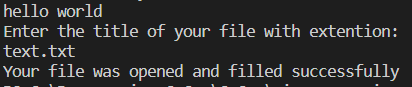 hello world
Enter the title of your file with extention:
text.txt
Your file was opened and filled successfully